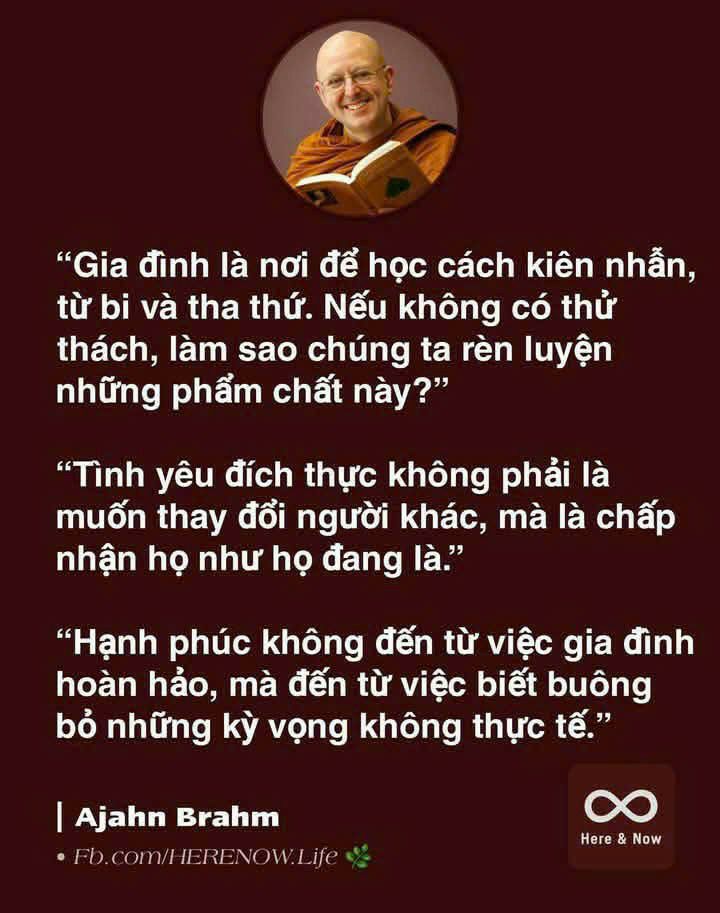 “Gia đình là nơi để học cách kiên nhẫn,
từ bi và tha thứ. Nếu không có thử
thách, làm sao chúng ta rèn luyện
những phẩm chất này?”
“Tình yêu đích thực không phải là
muốn thay đổi người khác, mà là chấp
nhận họ như họ đang là.”
“Hạnh phúc không đến từ việc gia đình
hoàn hảo, mà đến từ việc biết buông
bỏ những kỳ vọng không thực tế.”
| Ajahn Brahm
• Fb.com/HERENOW.Life
Here & Now